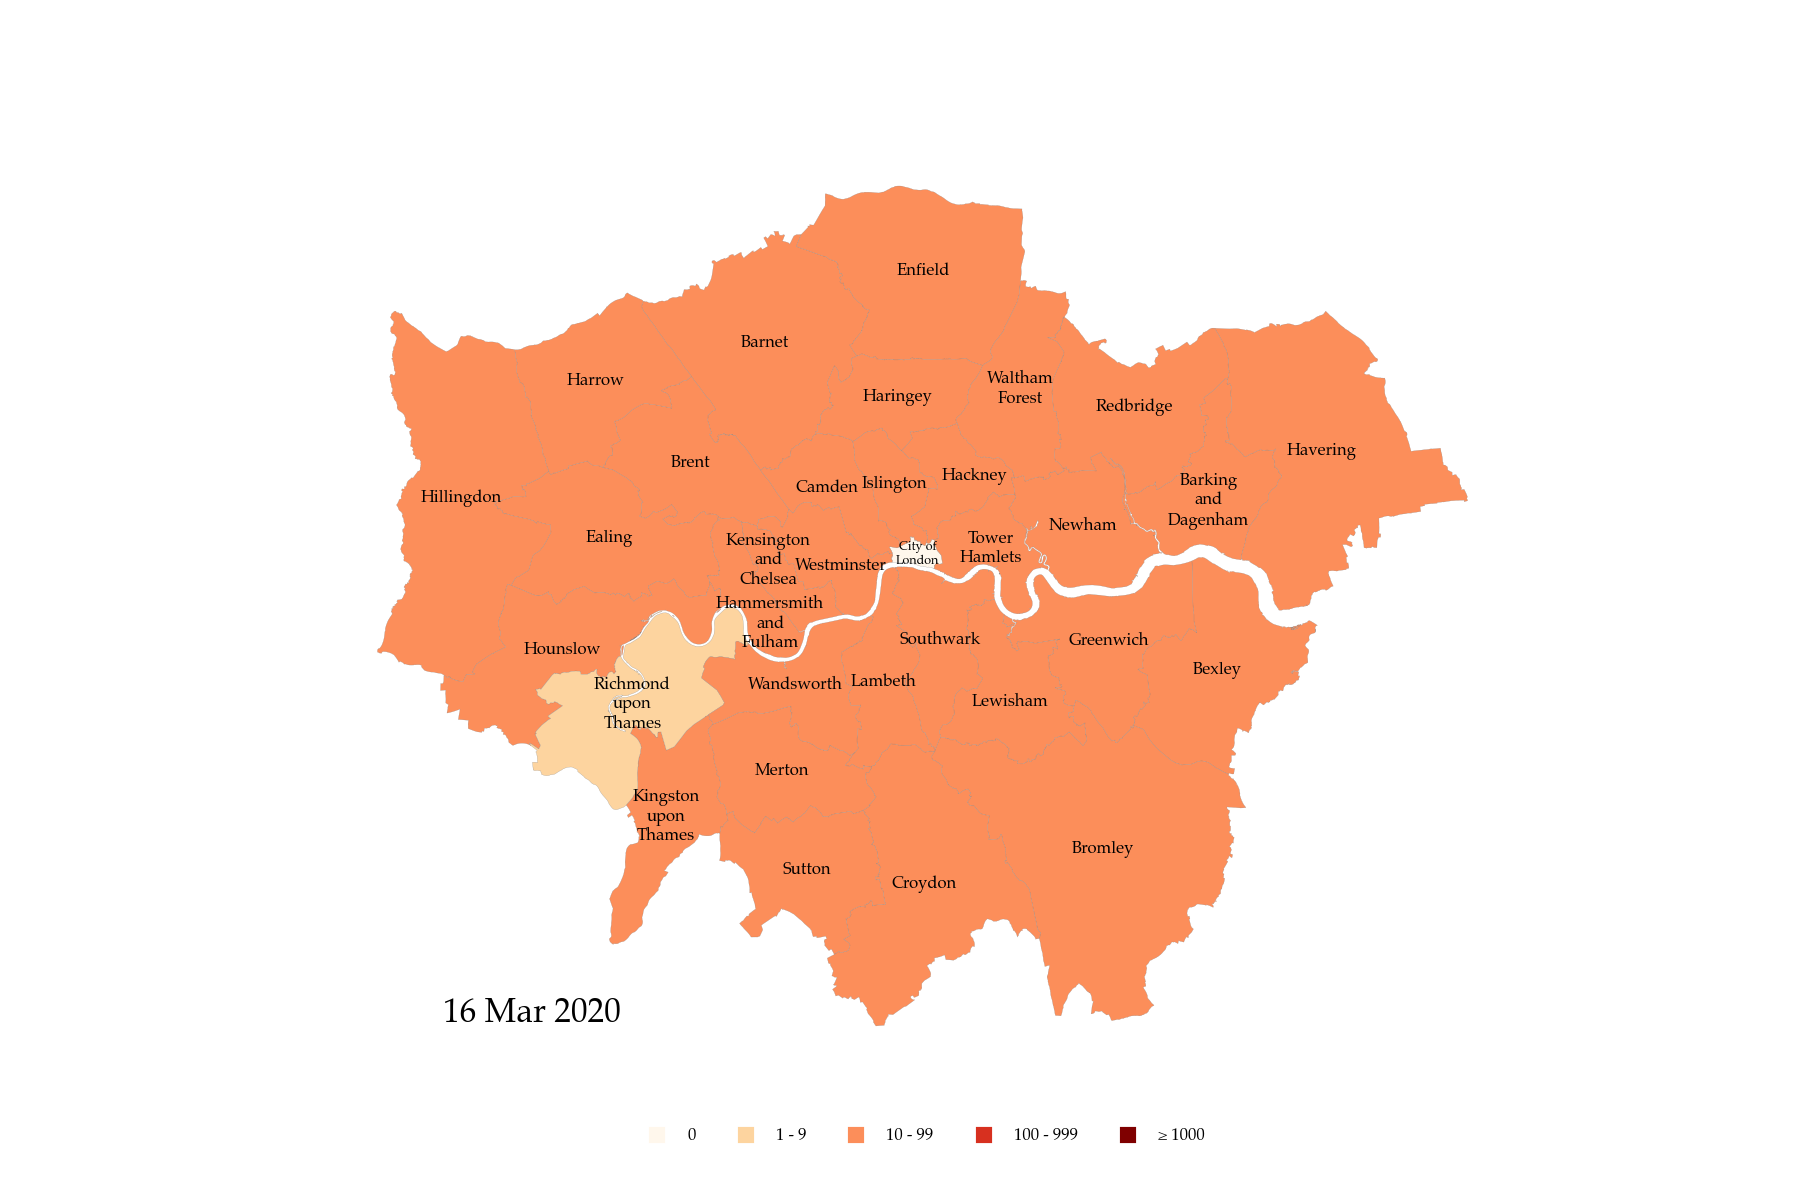 Enfield
Barnet
Harrow
Haringey
Waltham
Forest
Redbridge
Havering
Brent
Hillingdon
Camden
Islington
Hackney
Barking
and
Dagenham
Ealing
Kensington
and
Chelsea
Westminster
City of
London
Tower
Hamlets
Newham
Hammersmith
and
Fulham
Hounslow
Southwark
Greenwich
Bexley
Richmond
upon
Thames
Wandsworth
Lambeth
Lewisham
Merton
Kingston
upon
Thames
Sutton
Croydon
Bromley
16 Mar 2020
0 1 - 9 10 - 99 100 - 999 ≥ 1000